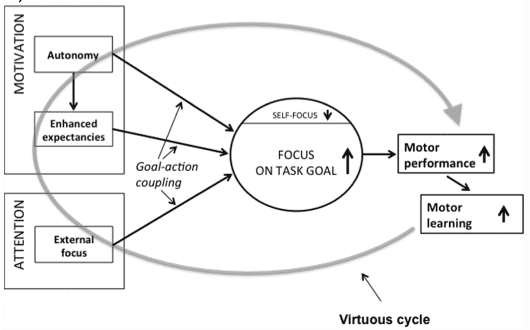 MOTIVATION
Autonomy
Enhanced
expectancies
ATTENTION
External
focus
Goal-action
coupling
SELF-FOCUS
FOCUS
ON TASK GOAL
Motor
performance
Motor
learning
Virtuous cycle